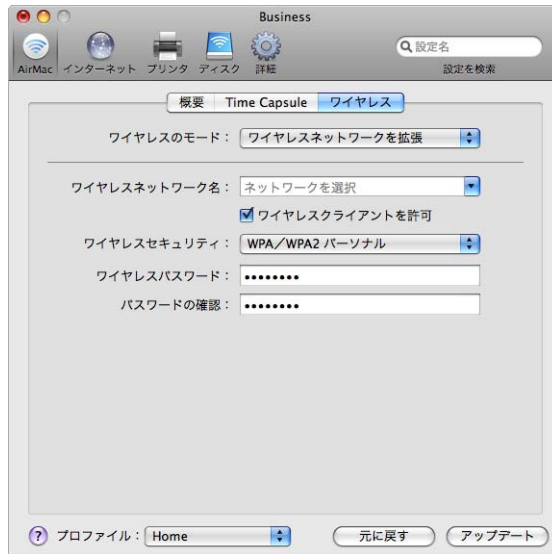 Business
設定名
AirMac インターネット プリンタ ディスク 詳細 設定を検索
概要 Time Capsule ワイヤレス
ワイヤレスのモード： ワイヤレスネットワークを拡張
ワイヤレスネットワーク名： ネットワークを選択
ワイヤレスクライアントを許可
ワイヤレスセキュリティ： WPA／WPA2 パーソナル
ワイヤレスパスワード： ••••••••
パスワードの確認： ••••••••
? プロファイル： Home 元に戻す アップデート